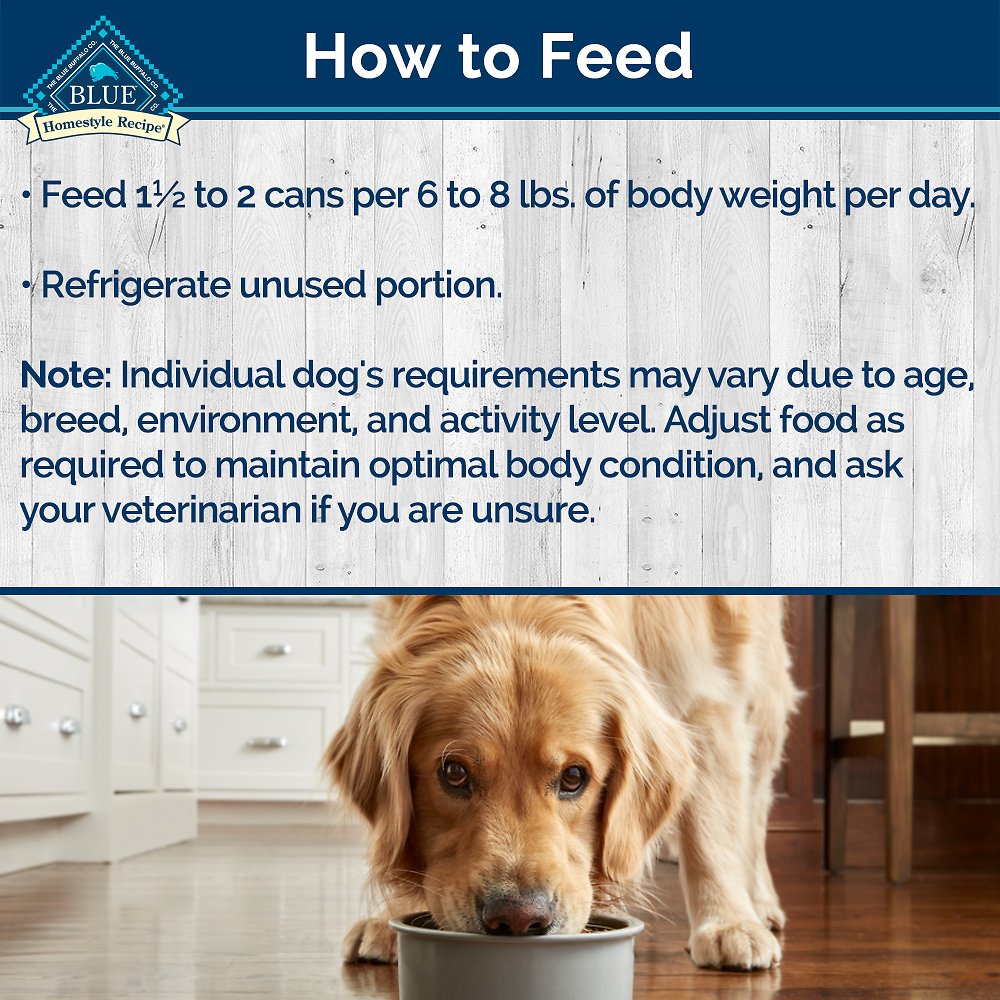 How to Feed
THE BLUE BUFFALO CO.
THE BLUE BUFFALO CO.
BLUE
Homestyle Recipe®
• Feed 1½ to 2 cans per 6 to 8 lbs. of body weight per day.
• Refrigerate unused portion.
Note: Individual dog's requirements may vary due to age,
breed, environment, and activity level. Adjust food as
required to maintain optimal body condition, and ask
your veterinarian if you are unsure.